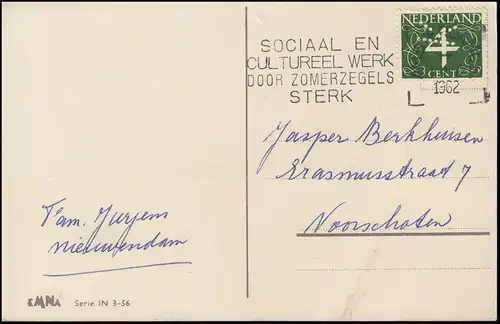 SOCIAAL EN
CULTUREEL WERK
DOOR ZOMERZEGELS
STERK
NEDERLAND
4
CENT
1962
Jasper Berkhuisen
Erasmusstraat 7
Voorschoten
Fam. Jurjens
Nieuwendam
EMNA Serie IN 3-56